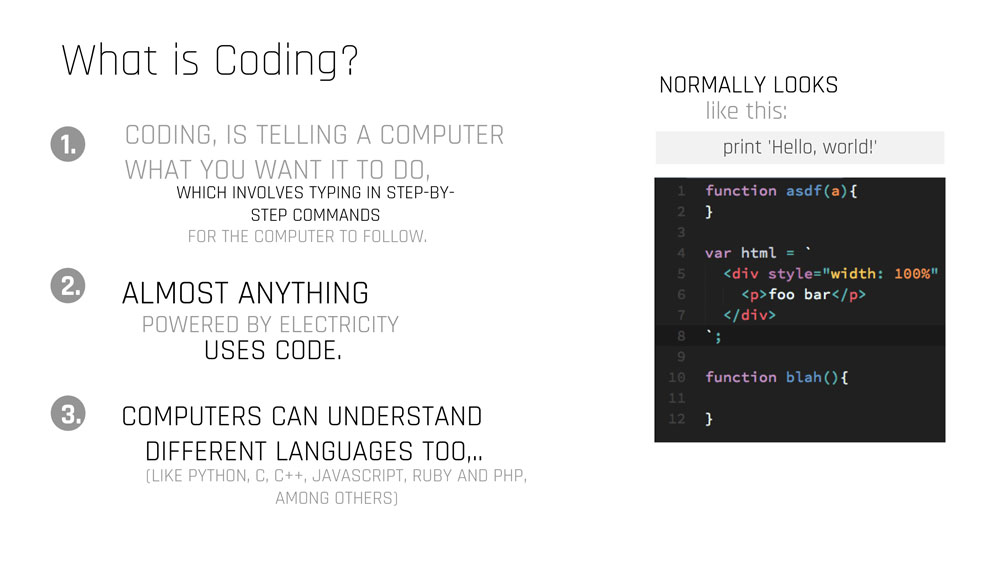 What is Coding?
1.
CODING, IS TELLING A COMPUTER
WHAT YOU WANT IT TO DO,
WHICH INVOLVES TYPING IN STEP-BY-
STEP COMMANDS
FOR THE COMPUTER TO FOLLOW.
2.
ALMOST ANYTHING
POWERED BY ELECTRICITY
USES CODE.
3.
COMPUTERS CAN UNDERSTAND
DIFFERENT LANGUAGES TOO,..
(LIKE PYTHON, C, C++, JAVASCRIPT, RUBY AND PHP,
AMONG OTHERS)
NORMALLY LOOKS
like this:
print 'Hello, world!'
1 function asdf(a){
2 }
3
4 var html = `
5   <div style="width: 100%"
6     <p>foo bar</p>
7   </div>
8 `;
9
10 function blah(){
11
12 }